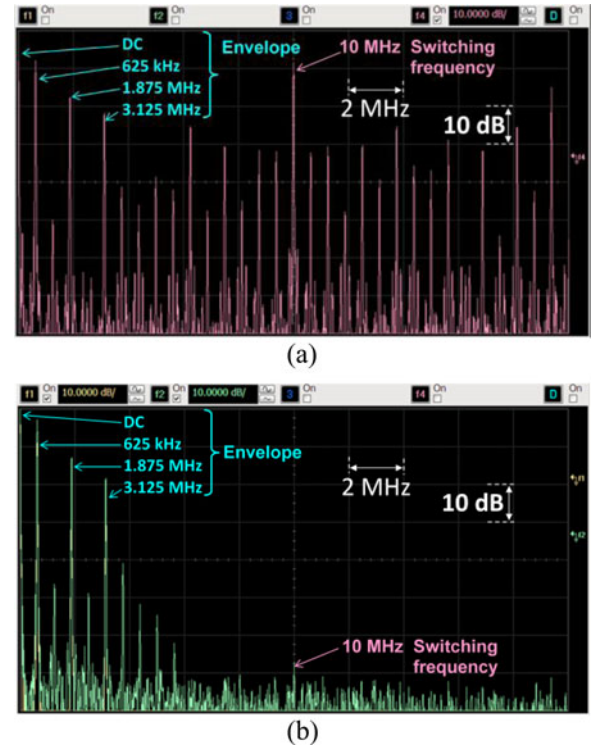 f1 On f2 On 3 On f4 On 10.0000 dB/ D On
DC
625 kHz
1.875 MHz
3.125 MHz
Envelope
10 MHz Switching
frequency
2 MHz
10 dB
f4
(a)
f1 On 10.0000 dB/ f2 On 10.0000 dB/ 3 On f4 On D On
DC
625 kHz
1.875 MHz
3.125 MHz
Envelope
2 MHz
10 dB
f1
f2
10 MHz Switching
frequency
(b)